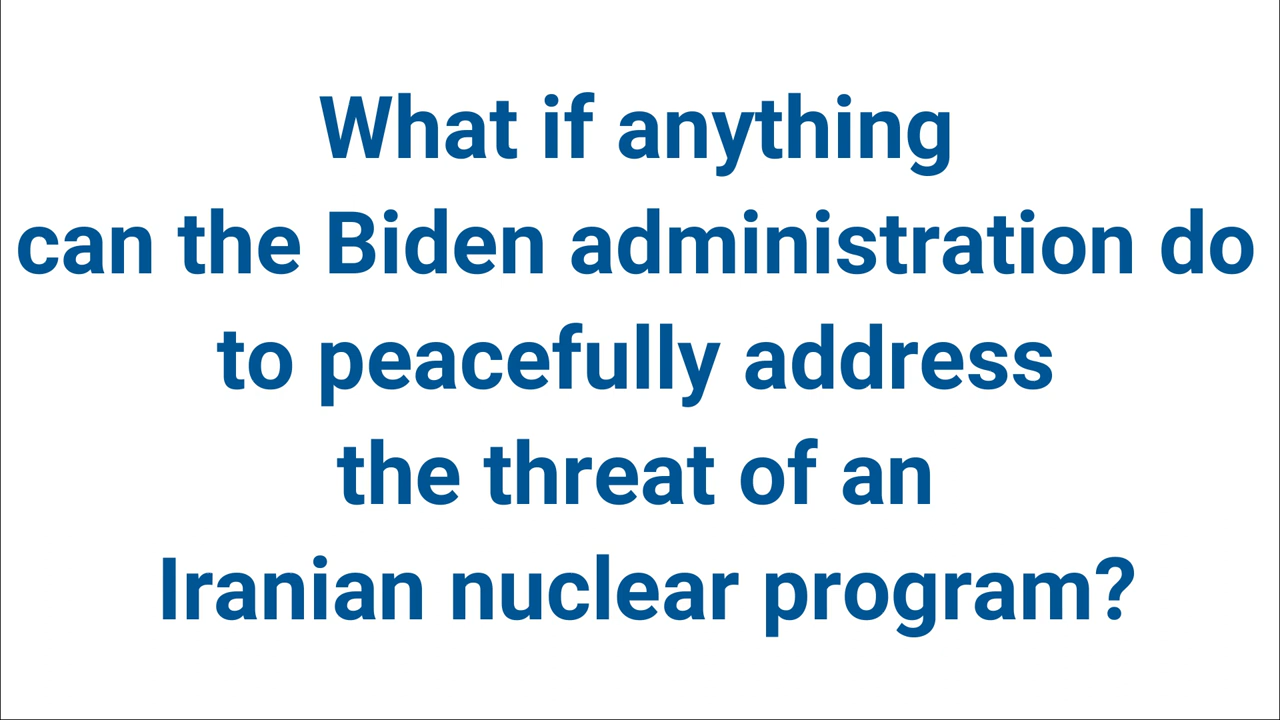 What if anything
can the Biden administration do
to peacefully address
the threat of an
Iranian nuclear program?